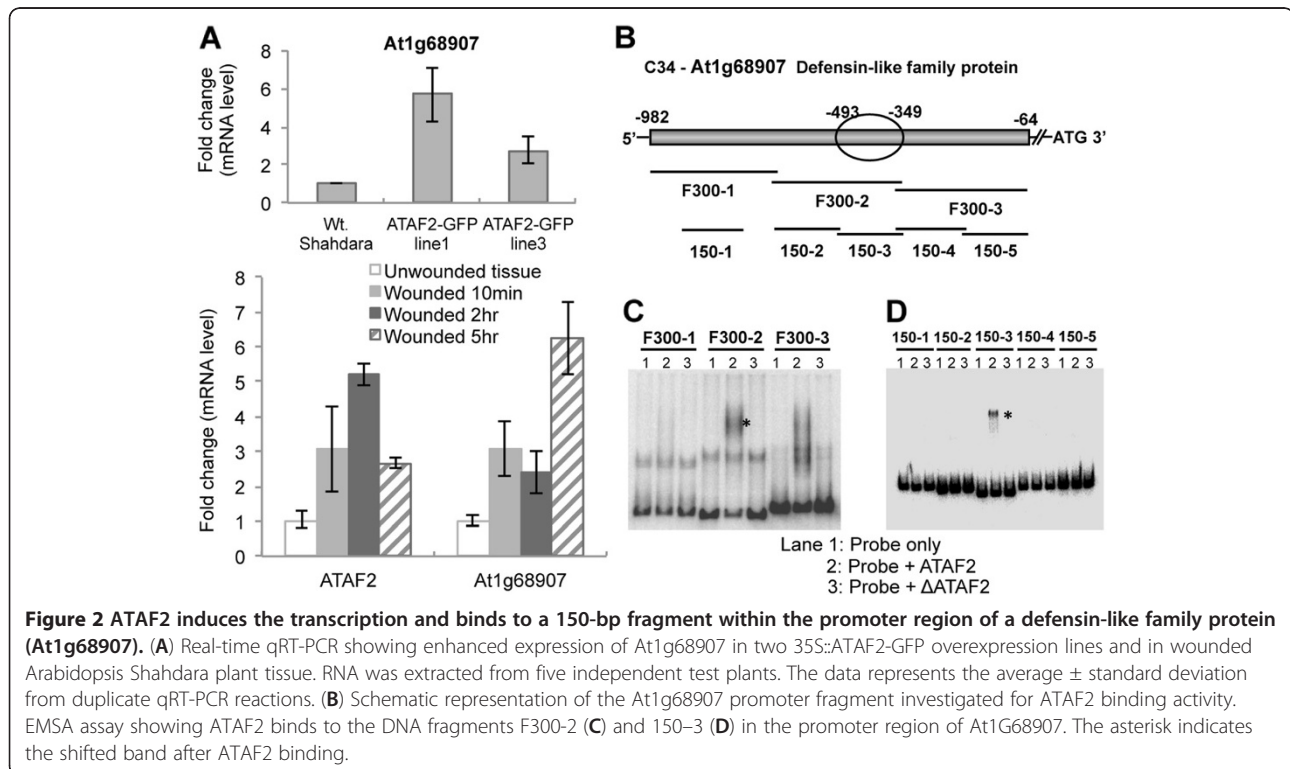 A
At1g68907
Fold change
(mRNA level)
8
6
4
2
0
Wt.
Shahdara
ATAF2-GFP
line1
ATAF2-GFP
line3
Unwounded tissue
Wounded 10min
Wounded 2hr
Wounded 5hr
Fold change (mRNA level)
8
7
6
5
4
3
2
1
0
ATAF2
At1g68907
B
C34 - At1g68907 Defensin-like family protein
-982
-493
-349
-64
5'
ATG 3'
F300-1
F300-2
F300-3
150-1
150-2
150-3
150-4
150-5
C
F300-1 F300-2 F300-3
1 2 3 1 2 3 1 2 3
*
D
150-1 150-2 150-3 150-4 150-5
1 2 3 1 2 3 1 2 3 1 2 3 1 2 3
*
Lane 1: Probe only
2: Probe + ATAF2
3: Probe + ΔATAF2
Figure 2 ATAF2 induces the transcription and binds to a 150-bp fragment within the promoter region of a defensin-like family protein
(At1g68907). (A) Real-time qRT-PCR showing enhanced expression of At1g68907 in two 35S::ATAF2-GFP overexpression lines and in wounded
Arabidopsis Shahdara plant tissue. RNA was extracted from five independent test plants. The data represents the average ± standard deviation
from duplicate qRT-PCR reactions. (B) Schematic representation of the At1g68907 promoter fragment investigated for ATAF2 binding activity.
EMSA assay showing ATAF2 binds to the DNA fragments F300-2 (C) and 150–3 (D) in the promoter region of At1G68907. The asterisk indicates
the shifted band after ATAF2 binding.